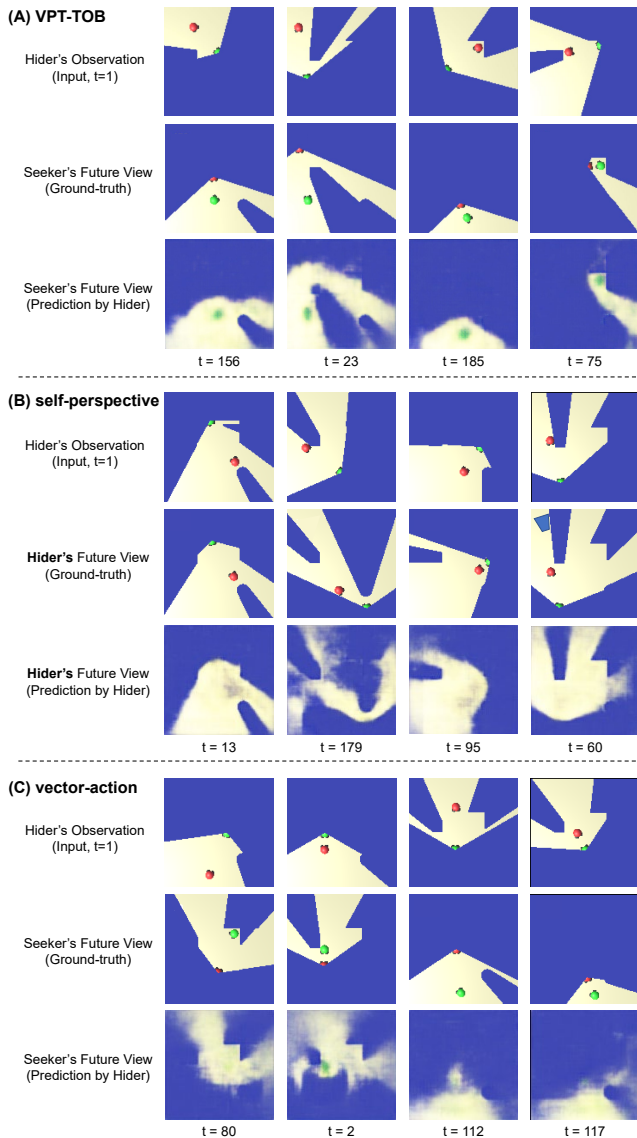 (A) VPT-TOB
Hider's Observation
(Input, t=1)
Seeker's Future View
(Ground-truth)
Seeker's Future View
(Prediction by Hider)
t = 156
t = 23
t = 185
t = 75
(B) self-perspective
Hider's Observation
(Input, t=1)
Hider's Future View
(Ground-truth)
Hider's Future View
(Prediction by Hider)
t = 13
t = 179
t = 95
t = 60
(C) vector-action
Hider's Observation
(Input, t=1)
Seeker's Future View
(Ground-truth)
Seeker's Future View
(Prediction by Hider)
t = 80
t = 2
t = 112
t = 117